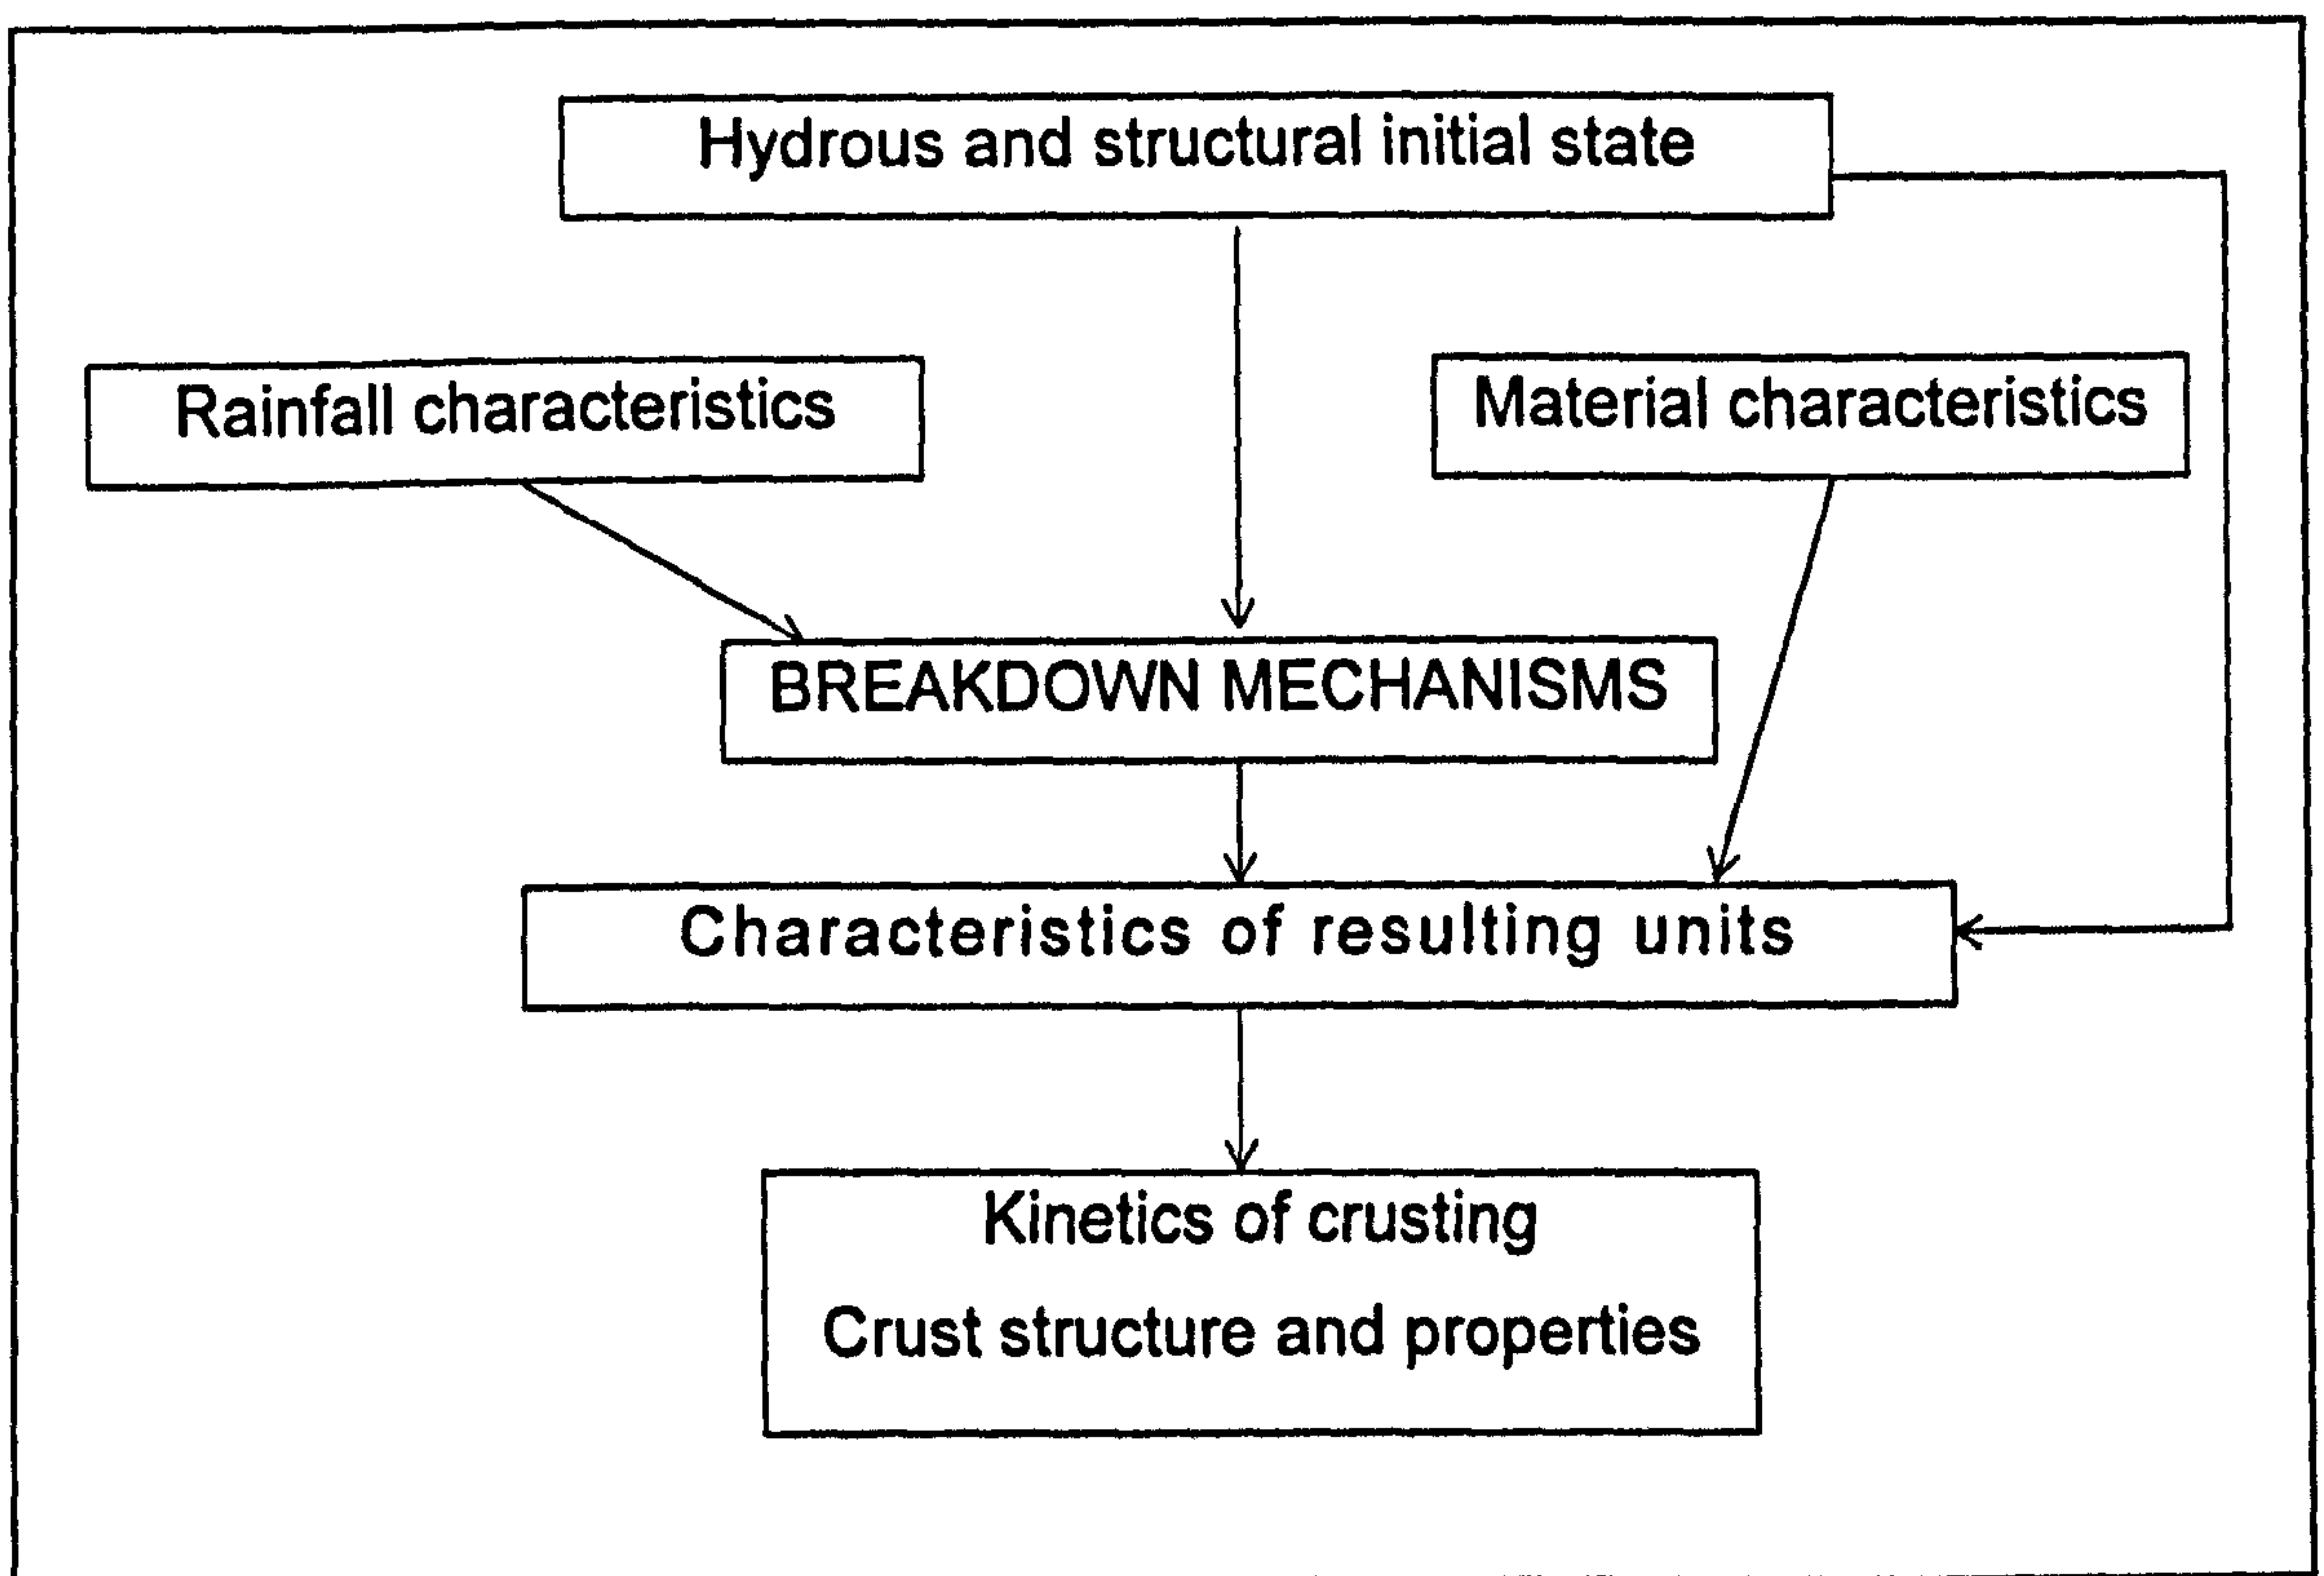 Hydrous and structural initial state
Rainfall characteristics
Material characteristics
BREAKDOWN MECHANISMS
Characteristics of resulting units
Kinetics of crusting
Crust structure and properties